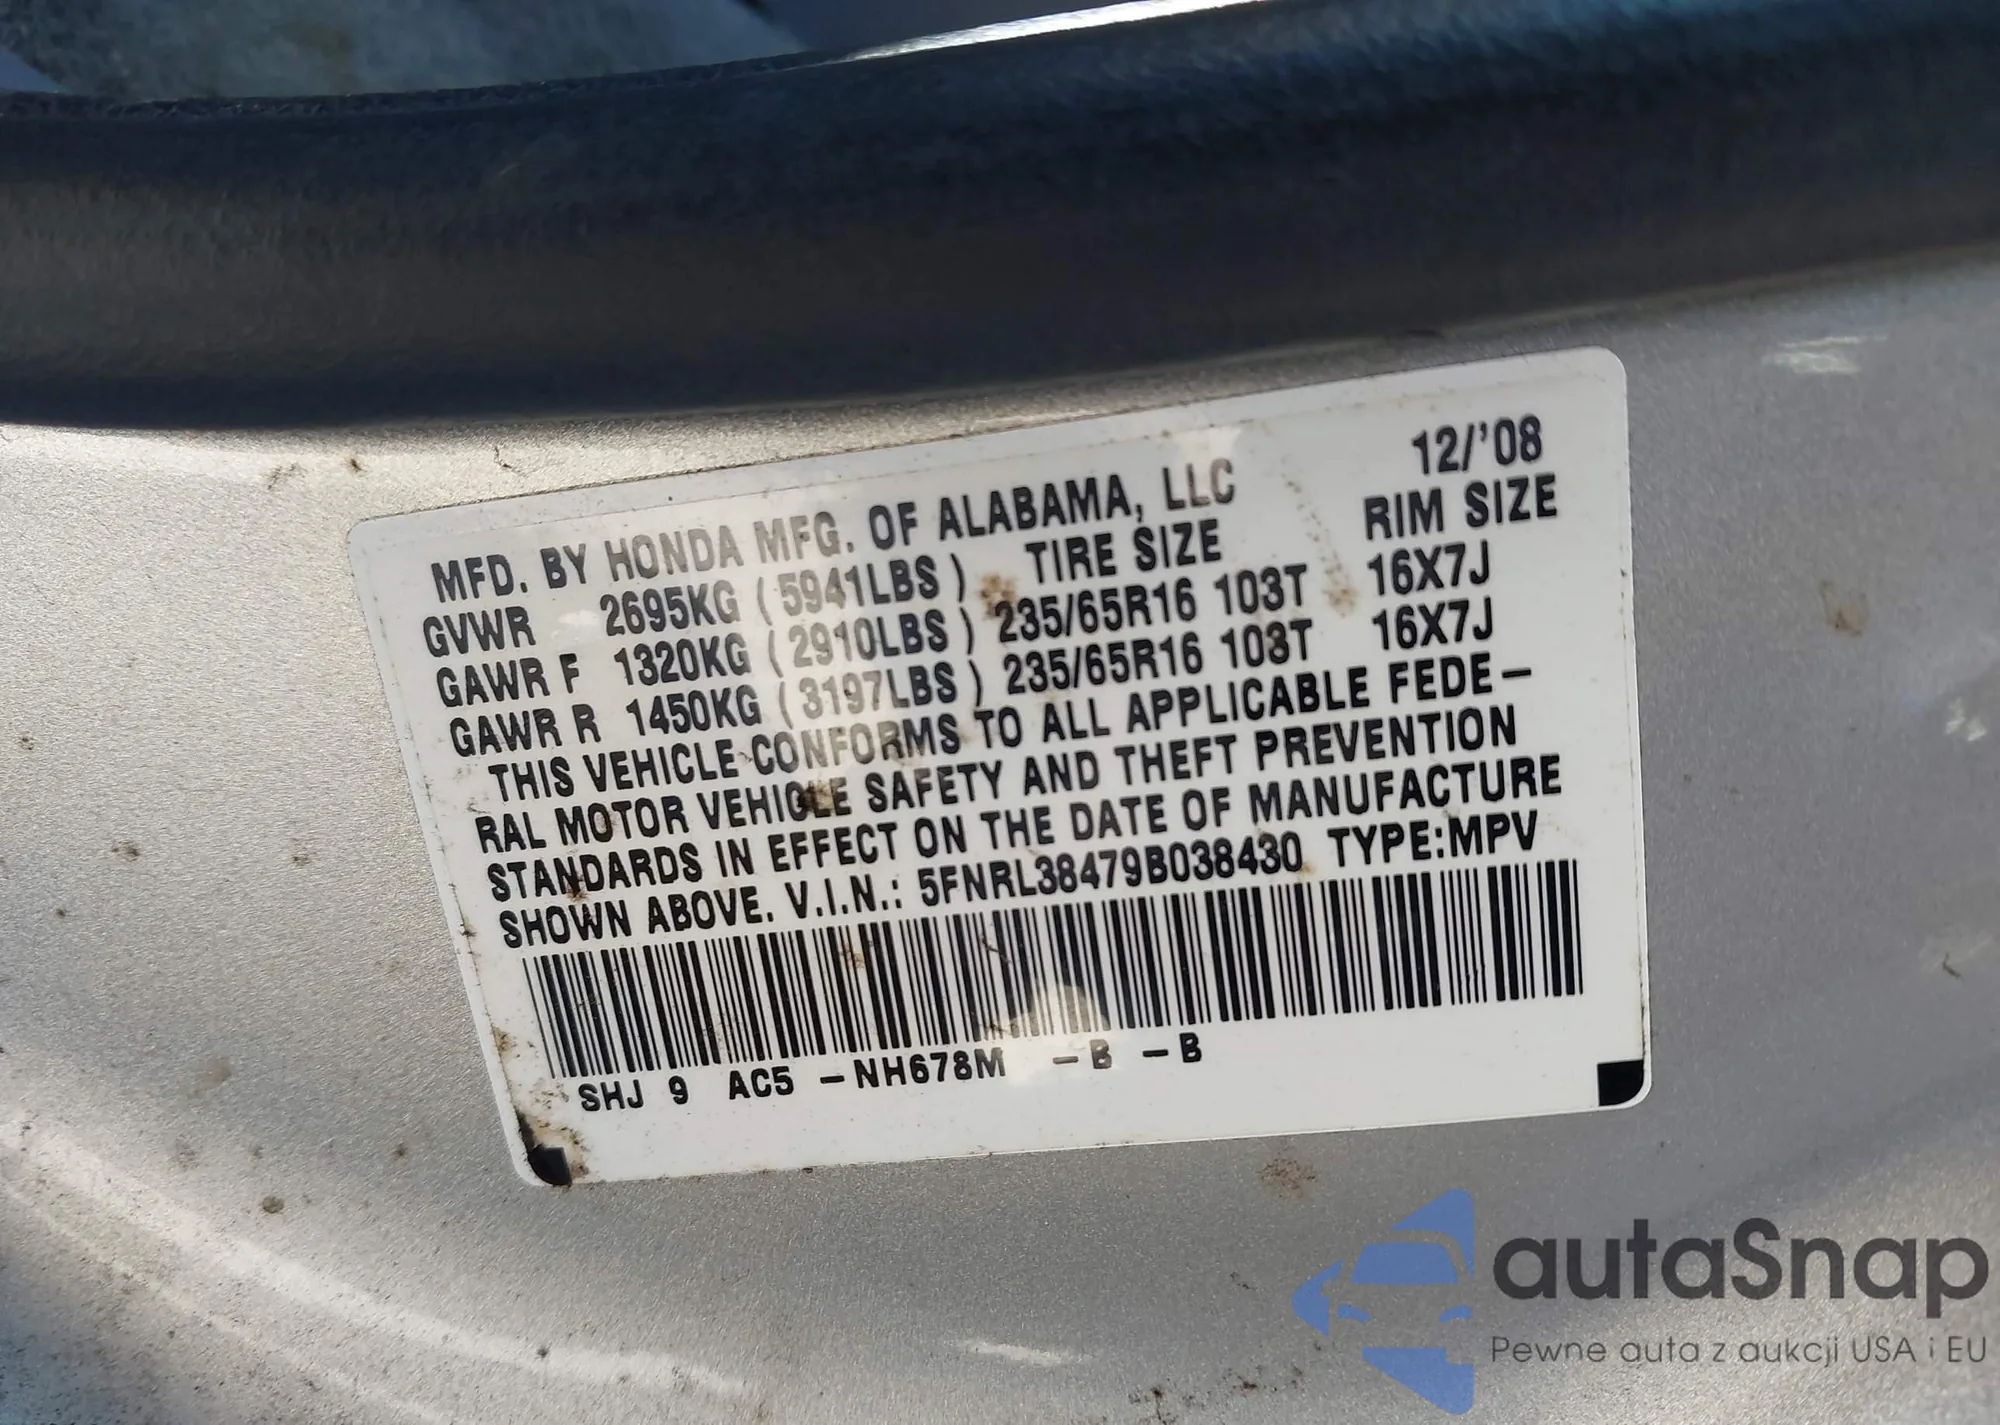 MFD. BY HONDA MFG. OF ALABAMA, LLC 12/'08
GVWR 2695KG ( 5941LBS ) TIRE SIZE RIM SIZE
GAWR F 1320KG ( 2910LBS ) 235/65R16 103T 16X7J
GAWR R 1450KG ( 3197LBS ) 235/65R16 103T 16X7J
THIS VEHICLE CONFORMS TO ALL APPLICABLE FEDE–
RAL MOTOR VEHICLE SAFETY AND THEFT PREVENTION
STANDARDS IN EFFECT ON THE DATE OF MANUFACTURE
SHOWN ABOVE. V.I.N.: 5FNRL38479B038430 TYPE:MPV
SHJ 9 AC5 –NH678M –B –B
autaSnap
Pewne auta z aukcji USA i EU